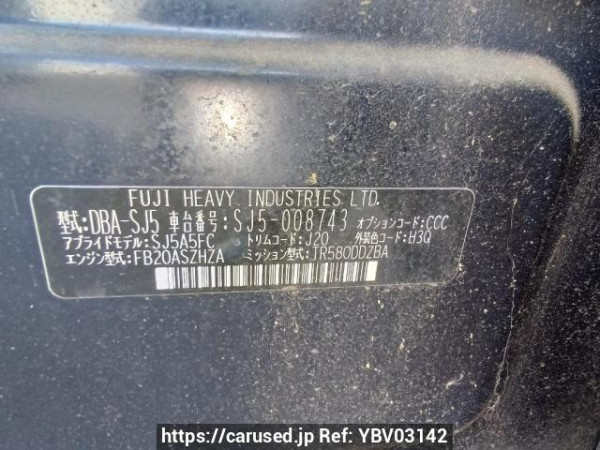 FUJI HEAVY INDUSTRIES LTD.
型式:DBA-SJ5 車台番号:SJ5-008743 オプションコード:CCC
アプライドモデル:SJ5A5FC トリムコード:J20 外装色コード:H3Q
エンジン型式:FB20ASZHZA ミッション型式:TR580DDZBA
https://carused.jp Ref: YBV03142